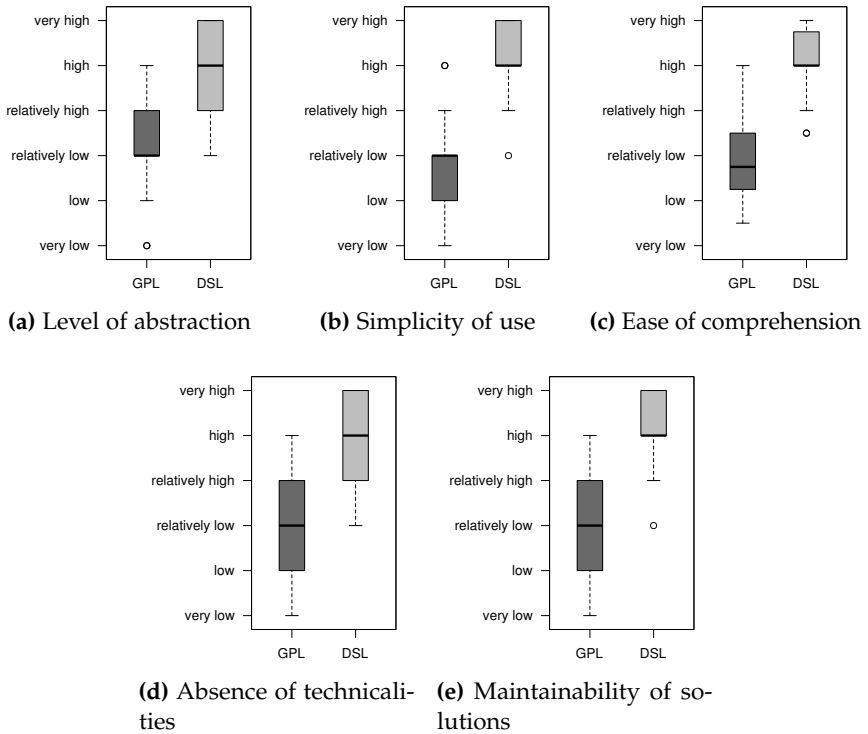 very high
high
relatively high
relatively low
low
very low
GPL DSL
(a) Level of abstraction
very high
high
relatively high
relatively low
low
very low
GPL DSL
(b) Simplicity of use
very high
high
relatively high
relatively low
low
very low
GPL DSL
(c) Ease of comprehension
very high
high
relatively high
relatively low
low
very low
GPL DSL
(d) Absence of technicali-
ties
very high
high
relatively high
relatively low
low
very low
GPL DSL
(e) Maintainability of so-
lutions